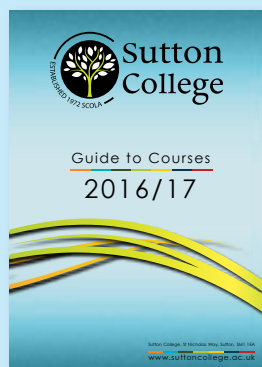 Sutton
College
ESTABLISHED 1972 SCOLA
Guide to Courses
2016/17
Sutton College, St Nicholas Way, Sutton, SM1 1EA
www.suttoncollege.ac.uk